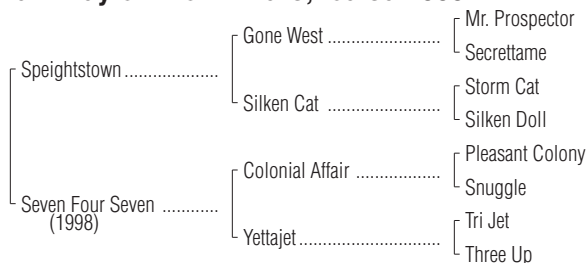 Mr. Prospector
Gone West ........................
Secrettame
Speightstown ....................
Storm Cat
Silken Cat ........................
Silken Doll
Pleasant Colony
Colonial Affair ..................
Snuggle
Seven Four Seven ............
(1998)
Tri Jet
Yettajet ..............................
Three Up